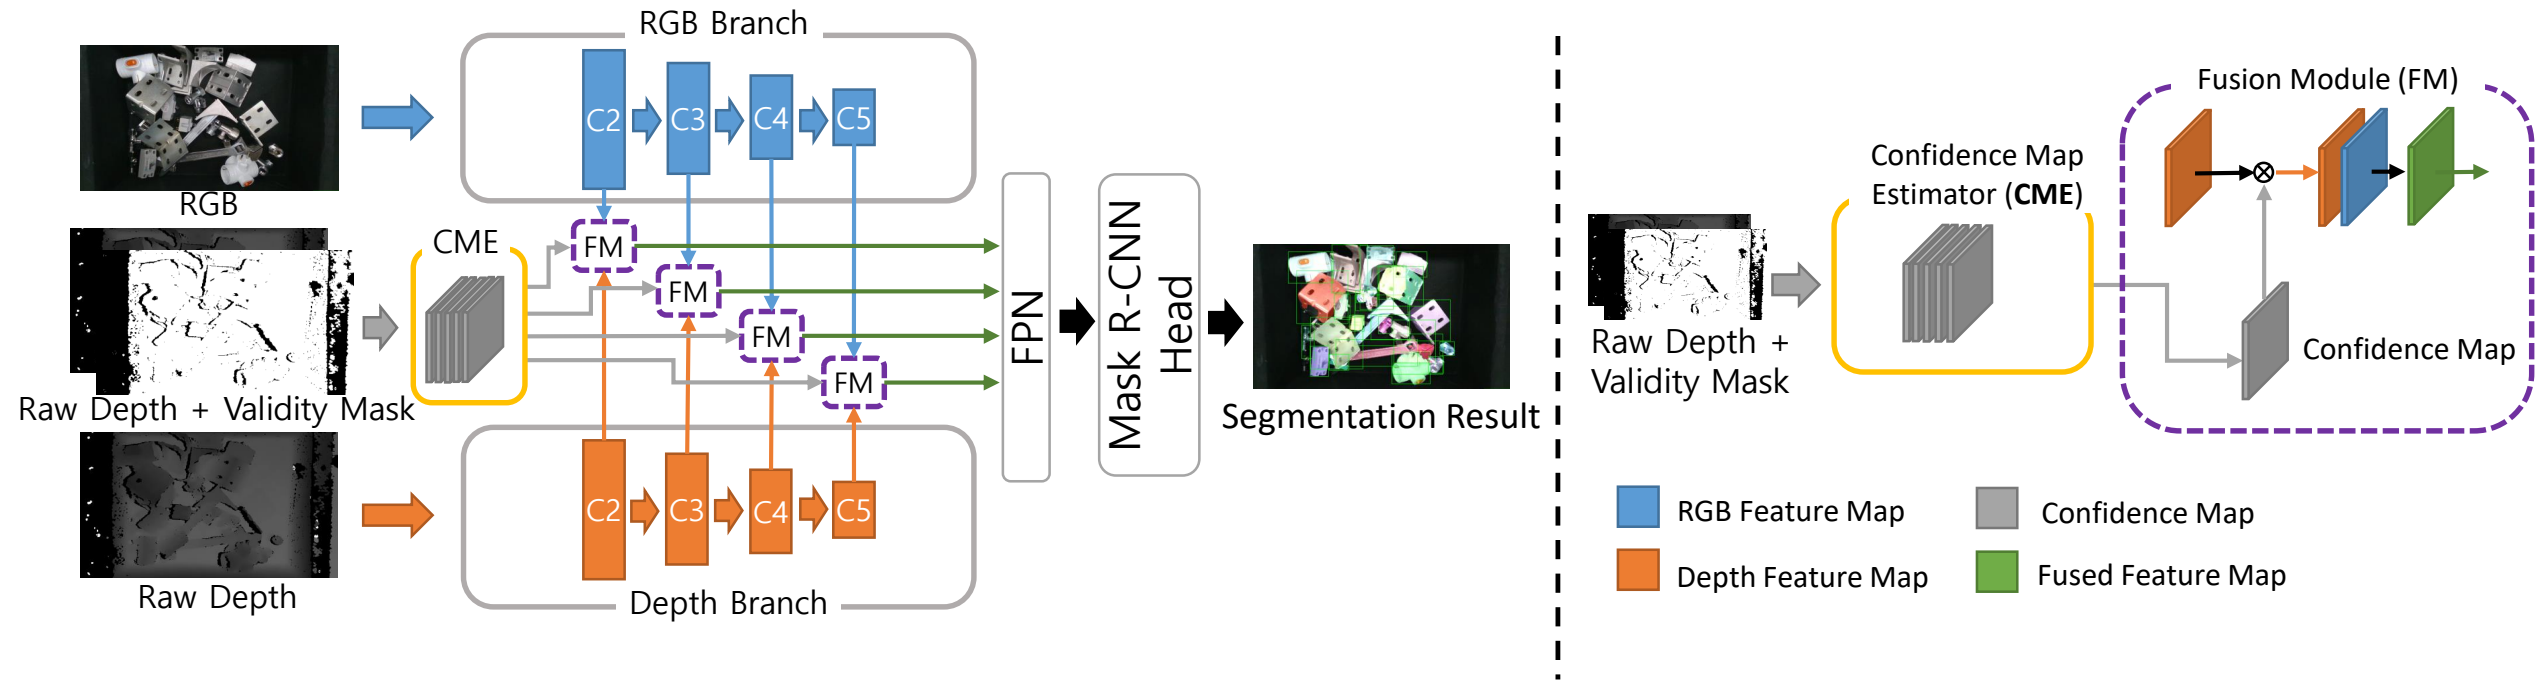 RGB Branch
C2
C3
C4
C5
RGB
CME
FM
FM
FM
FM
Raw Depth + Validity Mask
C2
C3
C4
C5
Raw Depth
Depth Branch
FPN
Mask R-CNN
Head
Segmentation Result
Fusion Module (FM)
Confidence Map
Estimator (CME)
Raw Depth +
Validity Mask
Confidence Map
RGB Feature Map
Confidence Map
Depth Feature Map
Fused Feature Map